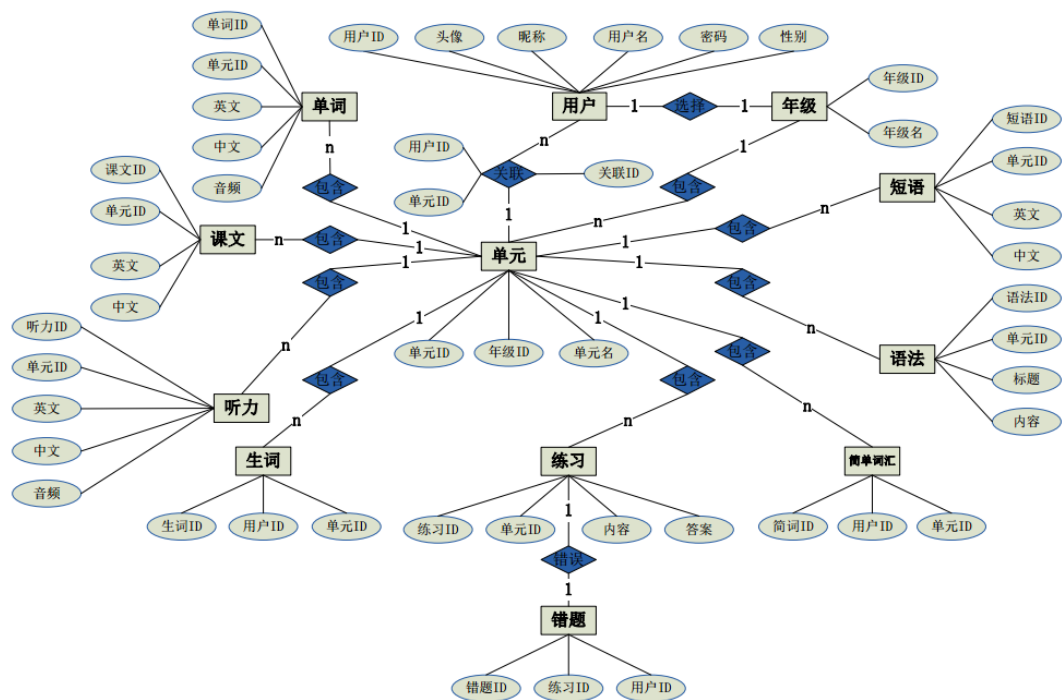 单词ID
用户ID
头像
昵称
用户名
密码
性别
单元ID
英文
中文
音频
单词
用户
1
选择
1
年级
年级ID
年级名
n
n
1
短语ID
单元ID
英文
中文
短语
用户ID
单元ID
关联
关联ID
包含
包含
1
n
1
课文ID
单元ID
英文
中文
课文
n
包含
1
单元
1
包含
n
1
包含
n
语法
语法ID
单元ID
标题
内容
听力ID
单元ID
英文
中文
音频
听力
n
包含
1
单元ID
年级ID
单元名
1
包含
n
生词
生词ID
用户ID
单元ID
1
包含
n
练习
练习ID
单元ID
内容
答案
1
包含
n
简单词汇
简词ID
用户ID
单元ID
1
错误
1
错题
错题ID
练习ID
用户ID